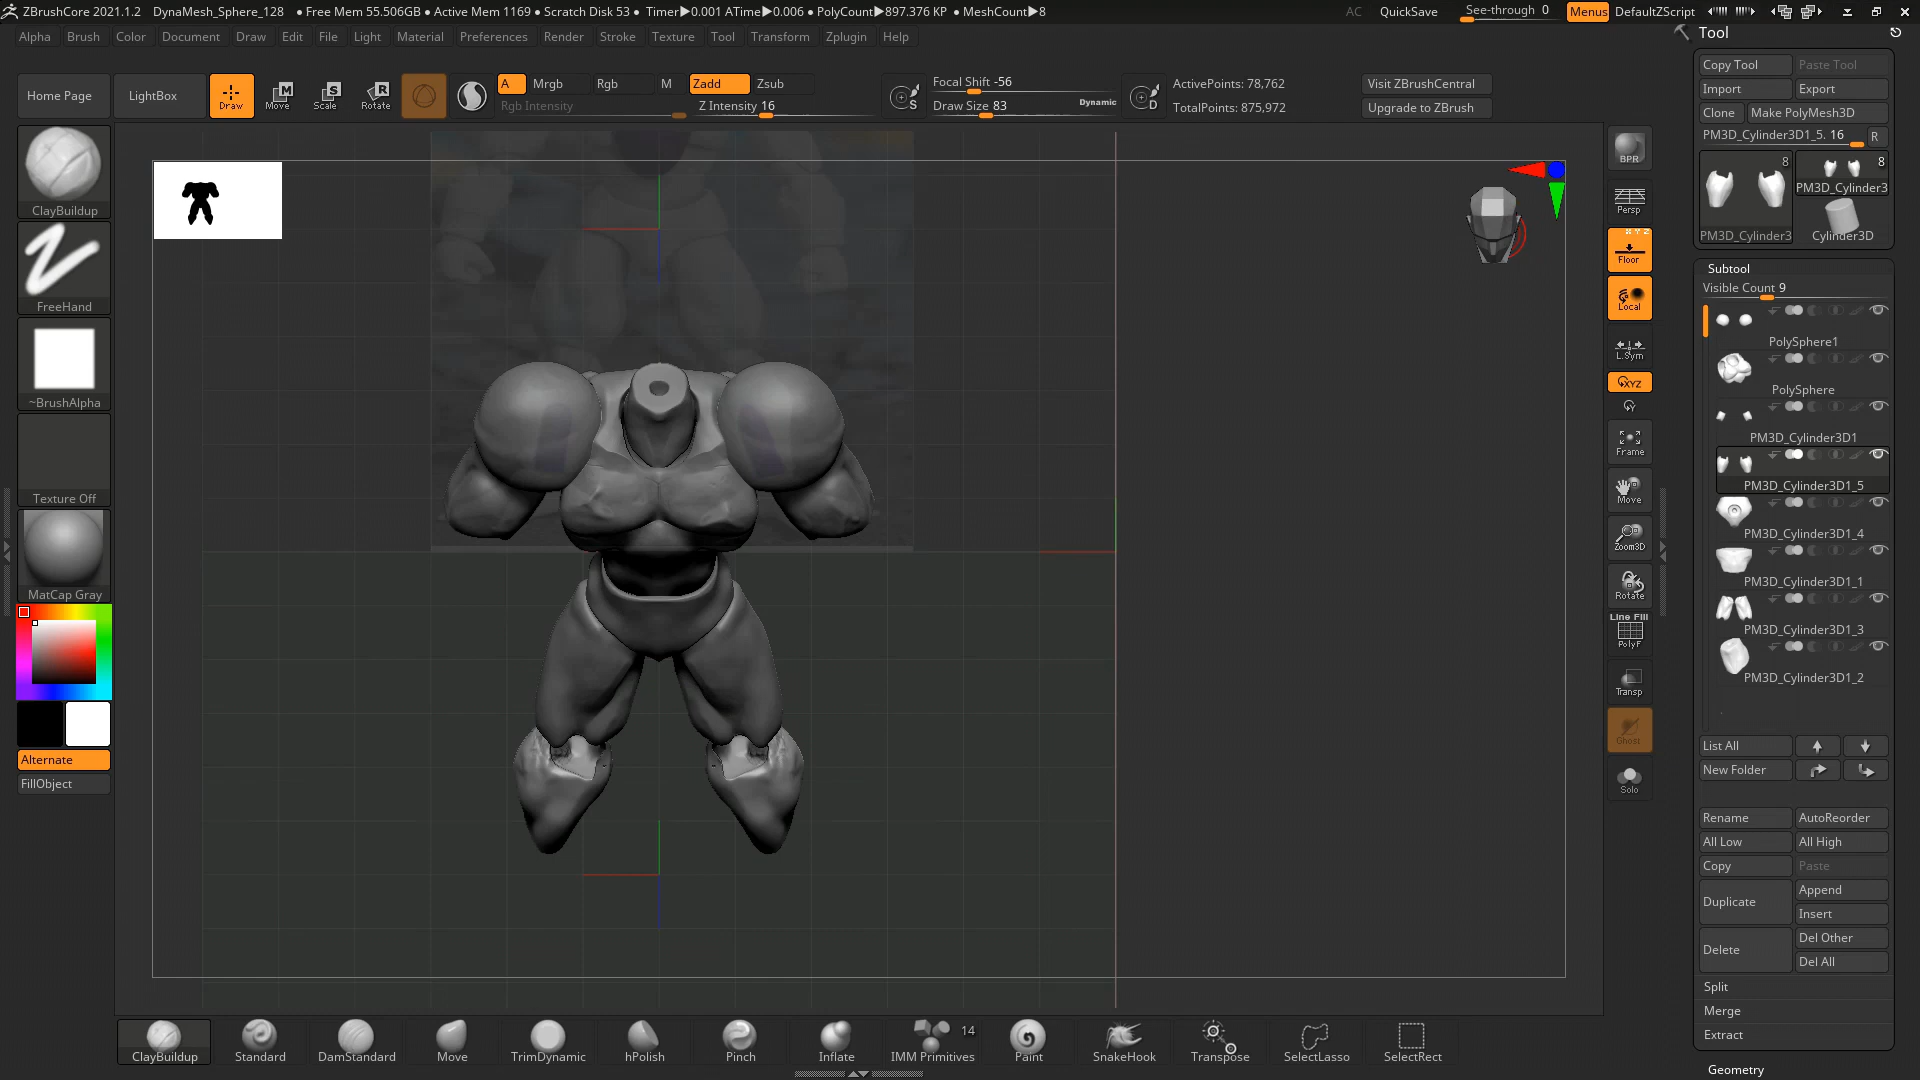 ZBrushCore 2021.1.2 DynaMesh_Sphere_128 • Free Mem 55.506GB • Active Mem 1169 • Scratch Disk 53 • Timer▶0.001 ATime▶0.006 • PolyCount▶897.376 KP • MeshCount▶8 AC QuickSave See-through 0 Menus DefaultZScript
Alpha Brush Color Document Draw Edit File Light Material Preferences Render Stroke Texture Tool Transform Zplugin Help
Tool
Copy Tool Paste Tool
Import Export
Clone Make PolyMesh3D
PM3D_Cylinder3D1_5. 16 R
8 8
PM3D_Cylinder3
PM3D_Cylinder3 Cylinder3D
Home Page LightBox Draw Move Scale Rotate
A Mrgb Rgb M Zadd Zsub
Rgb Intensity Z Intensity 16
Focal Shift -56
Draw Size 83 Dynamic
S D
ActivePoints: 78,762
TotalPoints: 875,972
Visit ZBrushCentral
Upgrade to ZBrush
ClayBuildup
FreeHand
~BrushAlpha
Texture Off
MatCap Gray
Alternate
FillObject
BPR
Persp
X Y Z
Floor
Local
L.Sym
XYZ
Y
Frame
Move
Zoom3D
Rotate
Line Fill
PolyF
Transp
Ghost
Solo
Subtool
Visible Count 9
PolySphere1
PolySphere
PM3D_Cylinder3D1
PM3D_Cylinder3D1_5
PM3D_Cylinder3D1_4
PM3D_Cylinder3D1_1
PM3D_Cylinder3D1_3
PM3D_Cylinder3D1_2
List All
New Folder
Rename AutoReorder
All Low All High
Copy Paste
Duplicate Append
Insert
Delete Del Other
Del All
Split
Merge
Extract
Geometry
ClayBuildup Standard DamStandard Move TrimDynamic hPolish Pinch Inflate IMM Primitives 14 Paint SnakeHook Transpose SelectLasso SelectRect